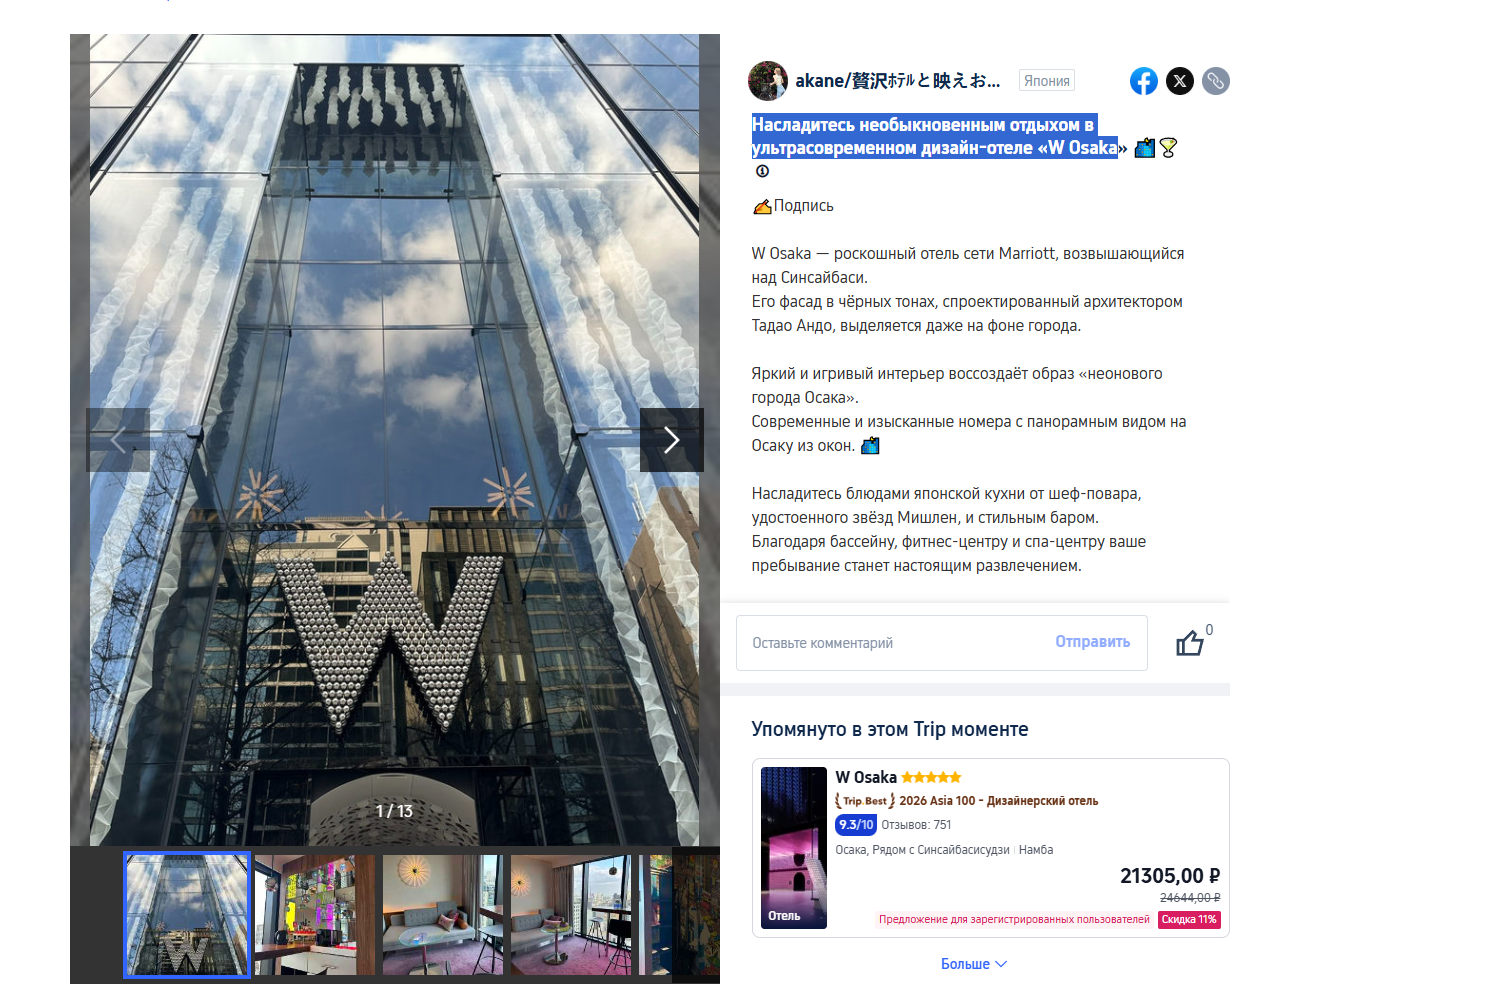 akane/贅沢ﾎﾃﾙと映えお...
Япония
Насладитесь необыкновенным отдыхом в
ультрасовременном дизайн-отеле «W Osaka»
Подпись
W Osaka — роскошный отель сети Marriott, возвышающийся
над Синсайбаси.
Его фасад в чёрных тонах, спроектированный архитектором
Тадао Андо, выделяется даже на фоне города.
Яркий и игривый интерьер воссоздаёт образ «неонового
города Осака».
Современные и изысканные номера с панорамным видом на
Осаку из окон.
Насладитесь блюдами японской кухни от шеф-повара,
удостоенного звёзд Мишлен, и стильным баром.
Благодаря бассейну, фитнес-центру и спа-центру ваше
пребывание станет настоящим развлечением.
Оставьте комментарий
Отправить
0
W
1 / 13
Упомянуто в этом Trip моменте
W Osaka
Trip.Best 2026 Asia 100 - Дизайнерский отель
9.3/10 Отзывов: 751
Осака, Рядом с Синсайбасисудзи | Намба
21305,00 ₽
24644,00 ₽
Предложение для зарегистрированных пользователей
Скидка 11%
Отель
Больше